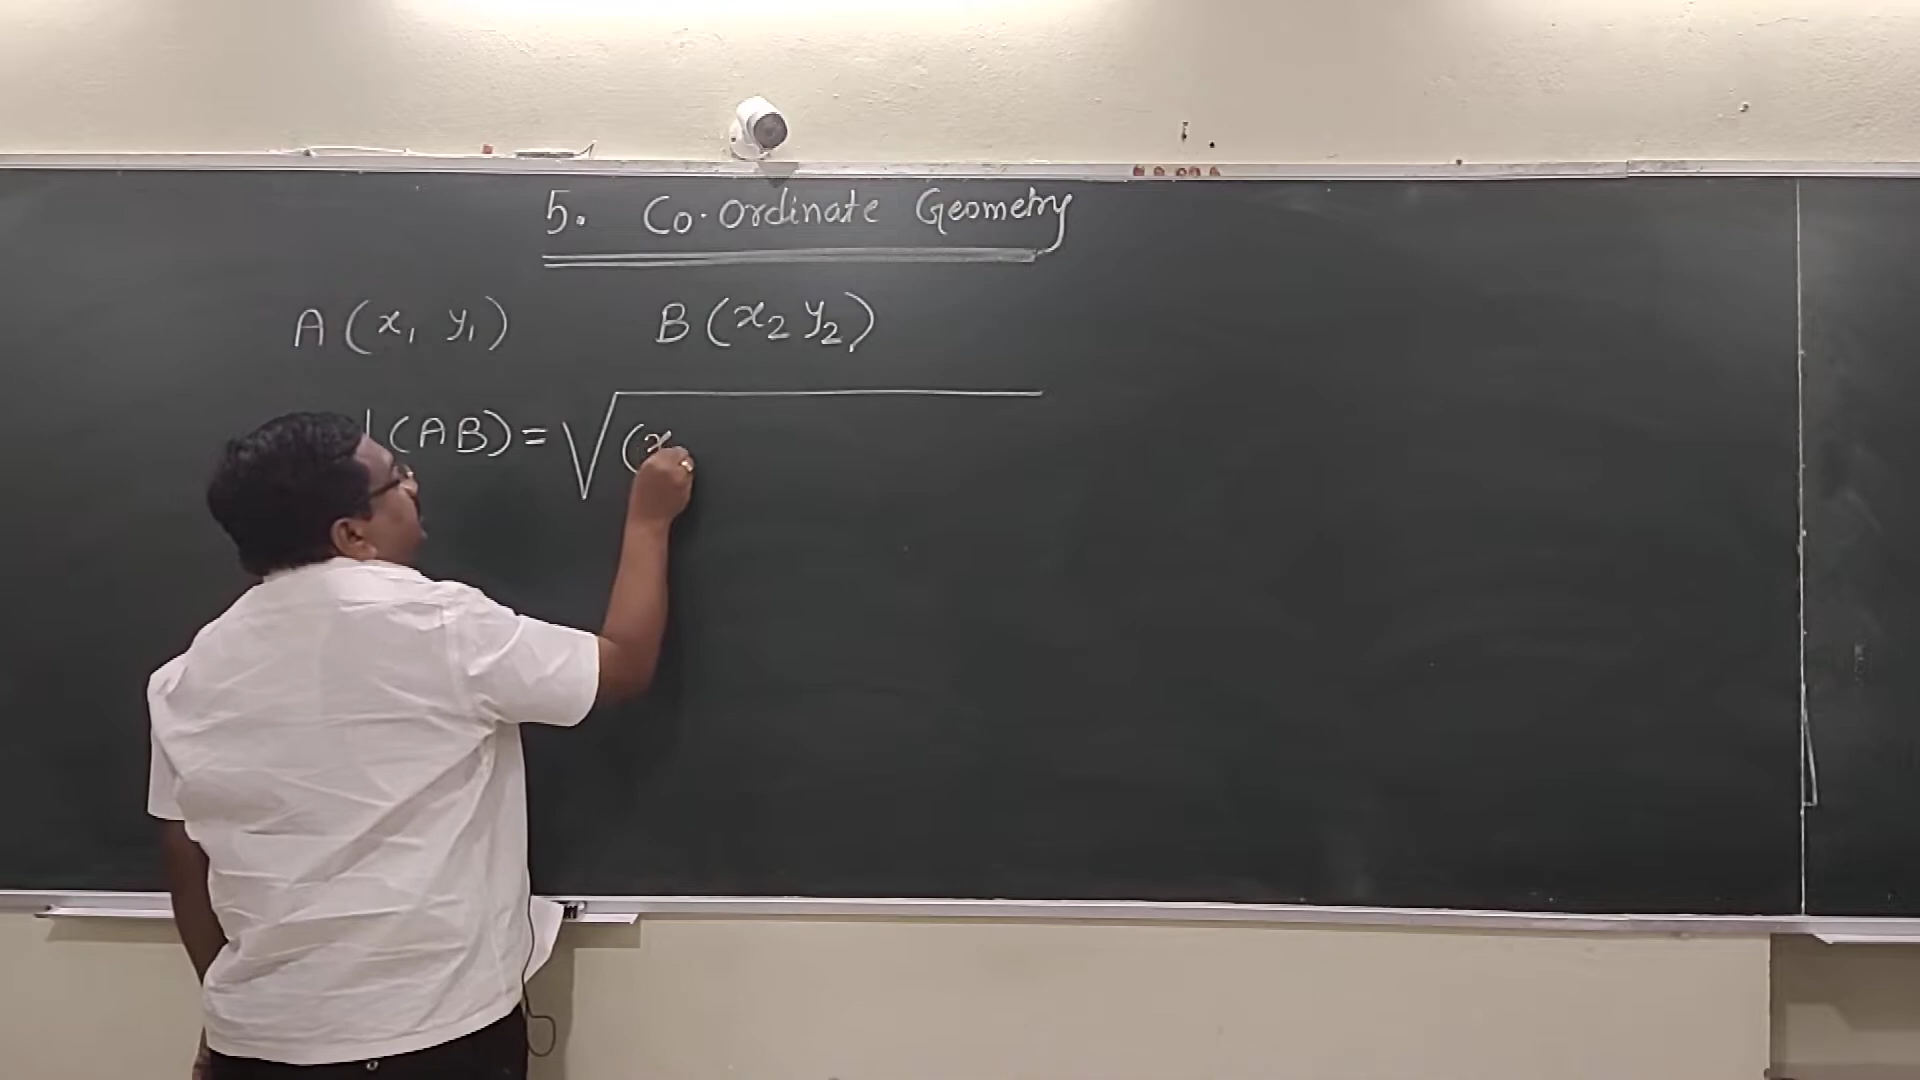 5. Co-Ordinate Geometry
A (x₁ y₁) B (x₂ y₂)
(AB) = √(x